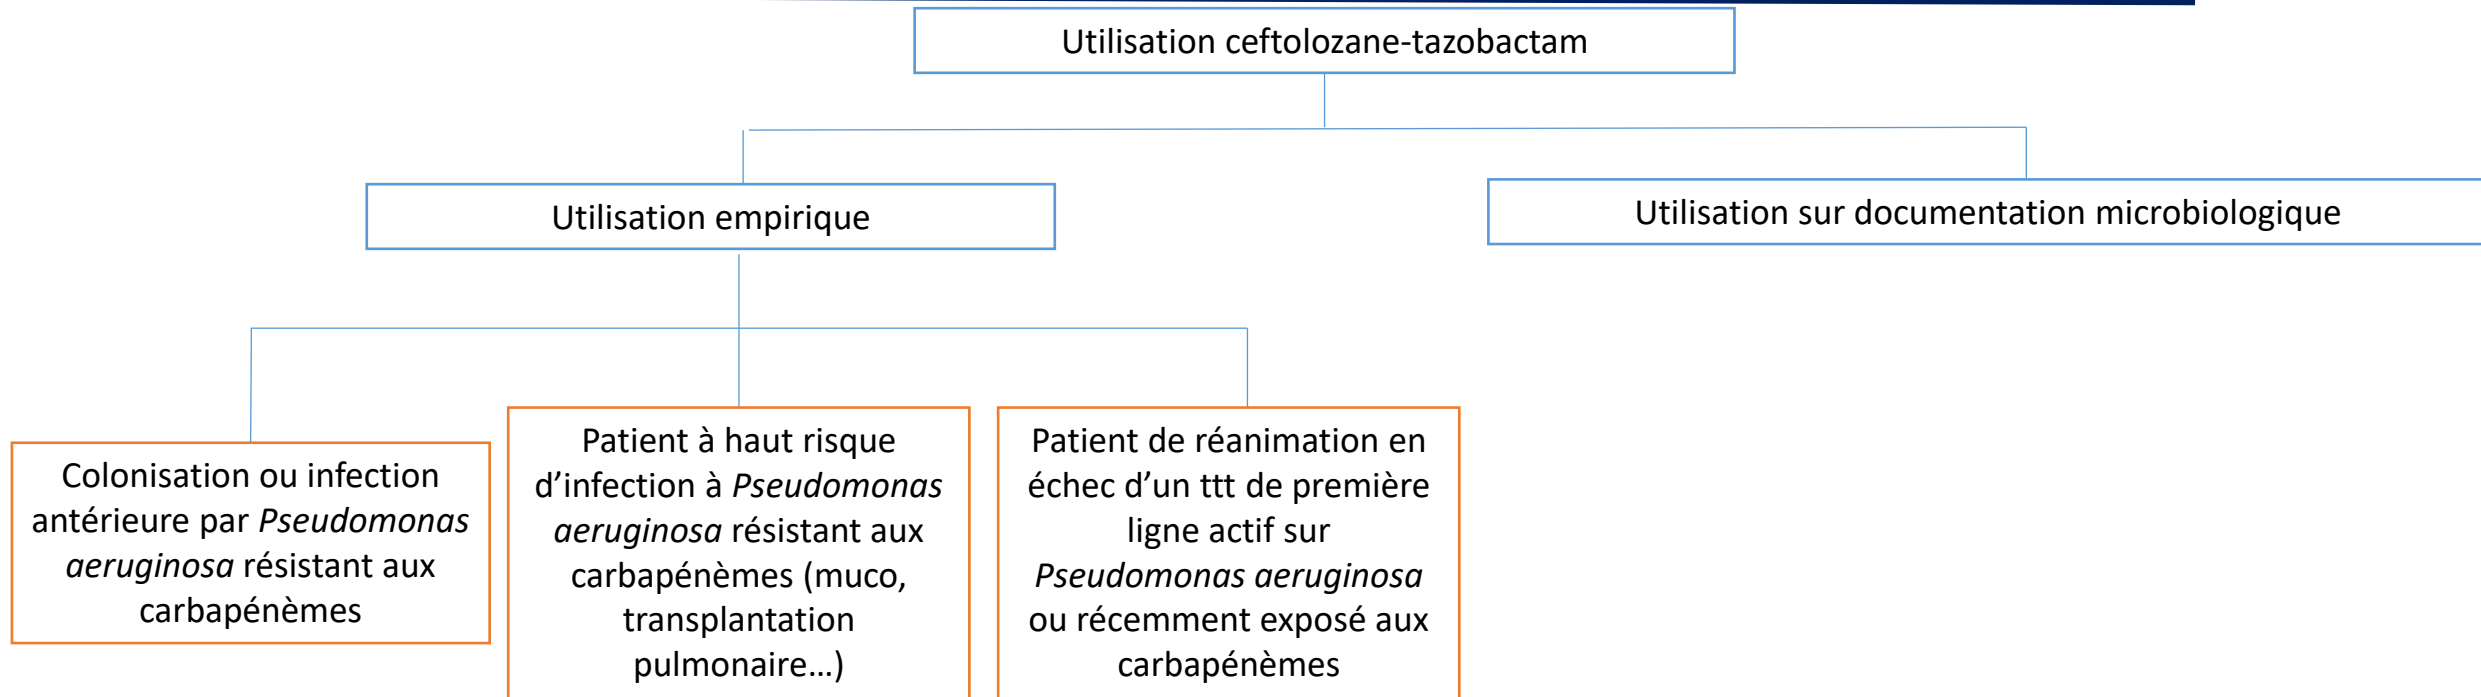 Utilisation ceftolozane-tazobactam
Utilisation empirique
Utilisation sur documentation microbiologique
Colonisation ou infection
antérieure par Pseudomonas
aeruginosa résistant aux
carbapénèmes
Patient à haut risque
d’infection à Pseudomonas
aeruginosa résistant aux
carbapénèmes (muco,
transplantation
pulmonaire…)
Patient de réanimation en
échec d’un ttt de première
ligne actif sur
Pseudomonas aeruginosa
ou récemment exposé aux
carbapénèmes